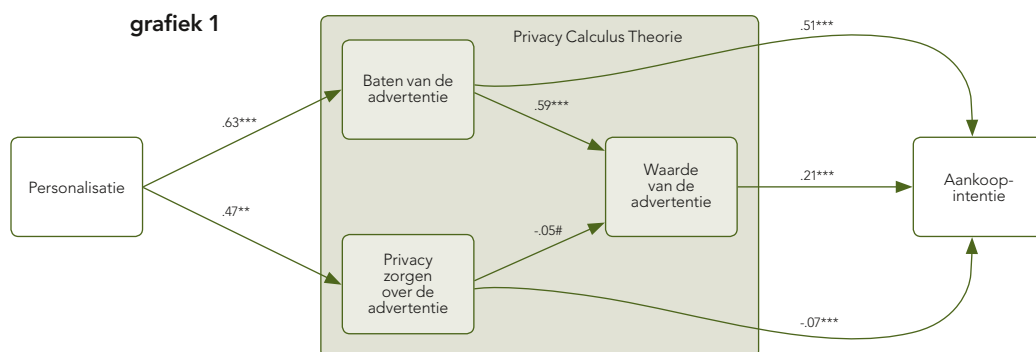 grafiek 1
Privacy Calculus Theorie
.51***
Baten van de
advertentie
.63***
.59***
Personalisatie
Waarde
van de
advertentie
.21***
Aankoop-
intentie
.47**
-.05#
Privacy
zorgen
over de
advertentie
-.07***